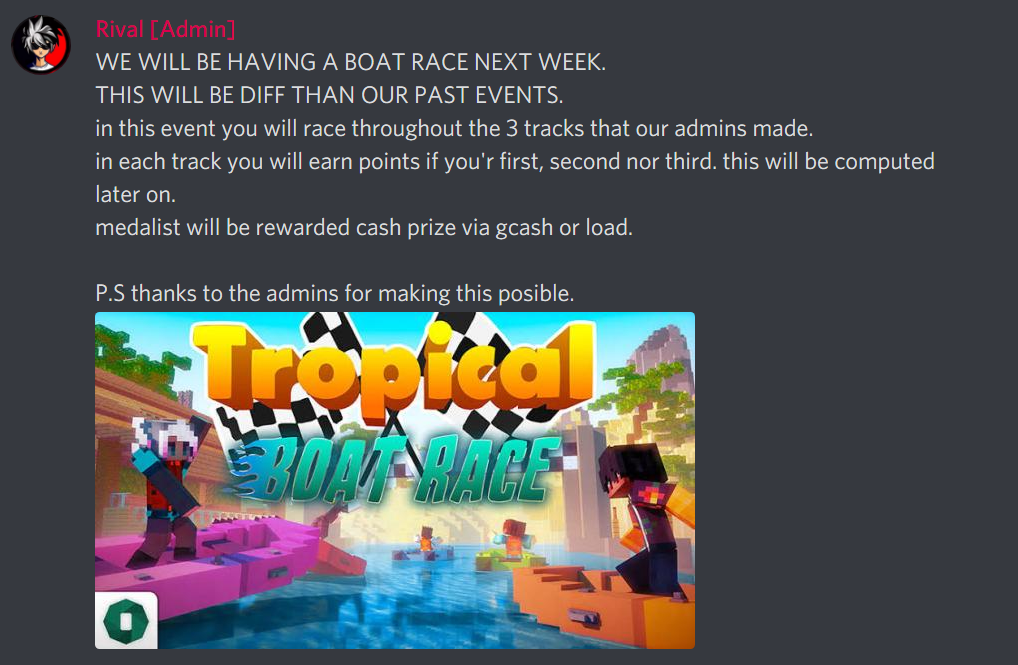 Rival [Admin]
WE WILL BE HAVING A BOAT RACE NEXT WEEK.
THIS WILL BE DIFF THAN OUR PAST EVENTS.
in this event you will race throughout the 3 tracks that our admins made.
in each track you will earn points if you'r first, second nor third. this will be computed
later on.
medalist will be rewarded cash prize via gcash or load.
P.S thanks to the admins for making this posible.
Tropical
BOAT RACE